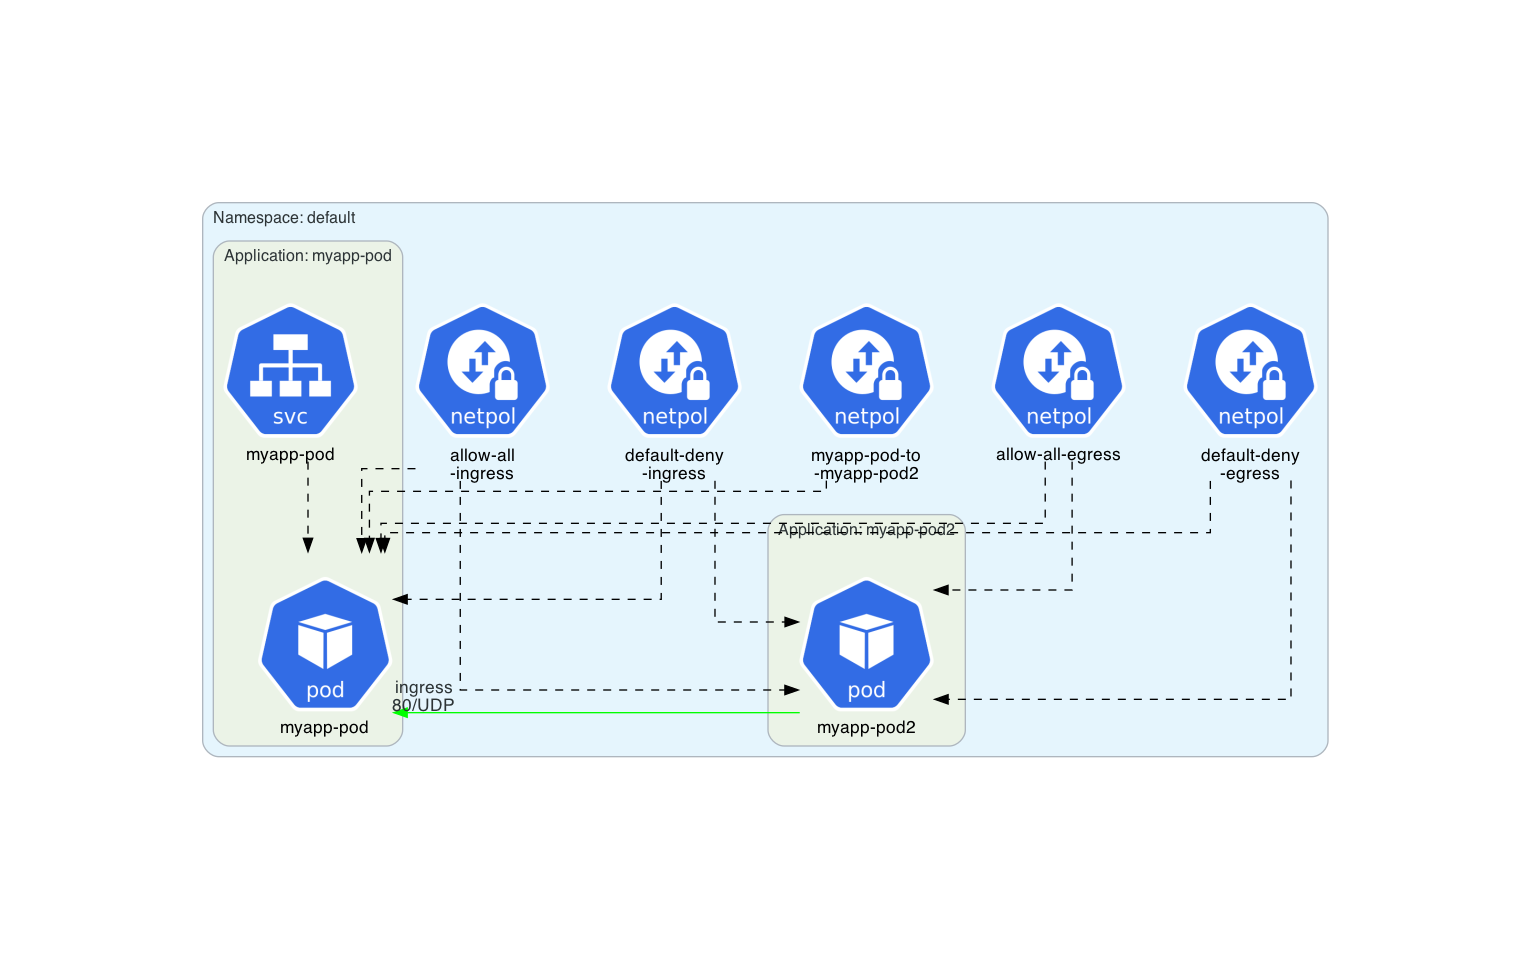 Namespace: default
Application: myapp-pod
svc
netpol
netpol
netpol
netpol
netpol
myapp-pod
allow-all
-ingress
default-deny
-ingress
myapp-pod-to
-myapp-pod2
allow-all-egress
default-deny
-egress
Application: myapp-pod2
pod
pod
ingress
80/UDP
myapp-pod
myapp-pod2